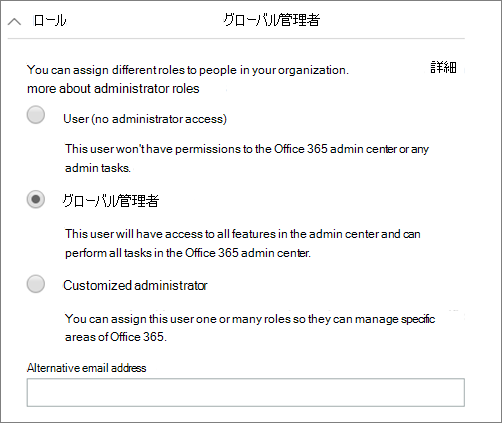 ロール グローバル管理者
You can assign different roles to people in your organization. 詳細
more about administrator roles
User (no administrator access)
This user won't have permissions to the Office 365 admin center or any
admin tasks.
グローバル管理者
This user will have access to all features in the admin center and can
perform all tasks in the Office 365 admin center.
Customized administrator
You can assign this user one or many roles so they can manage specific
areas of Office 365.
Alternative email address